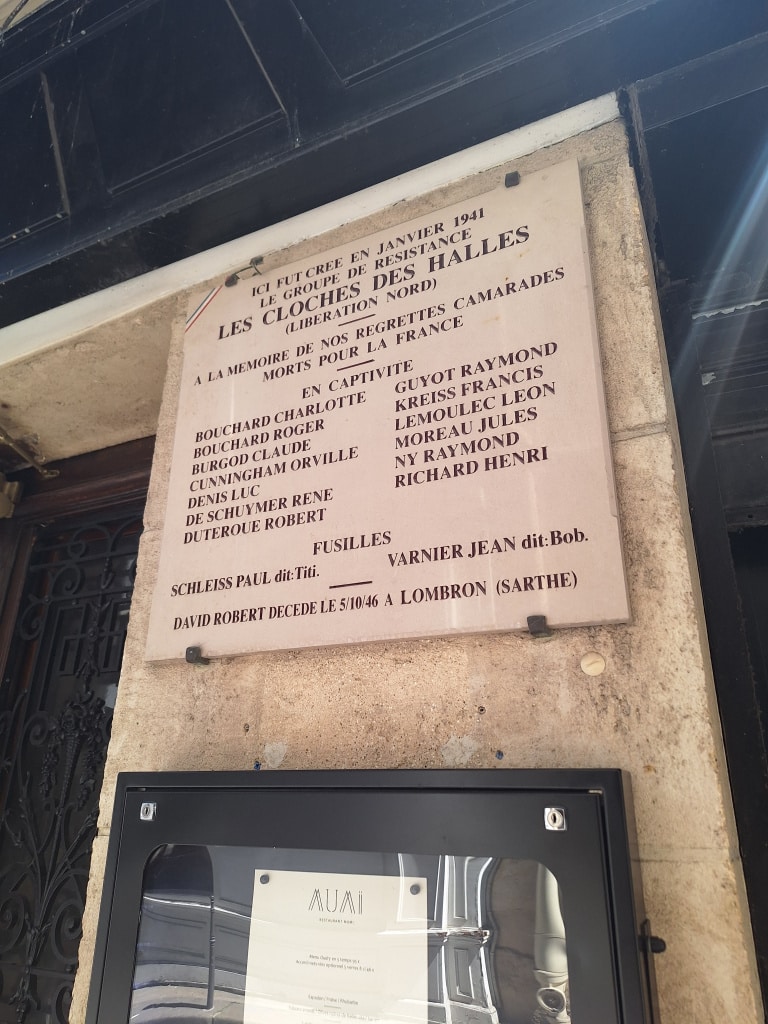 ICI FUT CREE EN JANVIER 1941
LE GROUPE DE RESISTANCE
LES CLOCHES DES HALLES
(LIBERATION NORD)
A LA MEMOIRE DE NOS REGRETTES CAMARADES
MORTS POUR LA FRANCE
EN CAPTIVITE
BOUCHARD CHARLOTTE
BOUCHARD ROGER
BURGOD CLAUDE
CUNNINGHAM ORVILLE
DENIS LUC
DE SCHUYMER RENE
DUTEROUE ROBERT
GUYOT RAYMOND
KREISS FRANCIS
LEMOULEC LEON
MOREAU JULES
NY RAYMOND
RICHARD HENRI
FUSILLES
SCHLEISS PAUL dit:Titi.
VARNIER JEAN dit:Bob.
DAVID ROBERT DECEDE LE 5/10/46 A LOMBRON (SARTHE)
MUMI
RESTAURANT MUMI